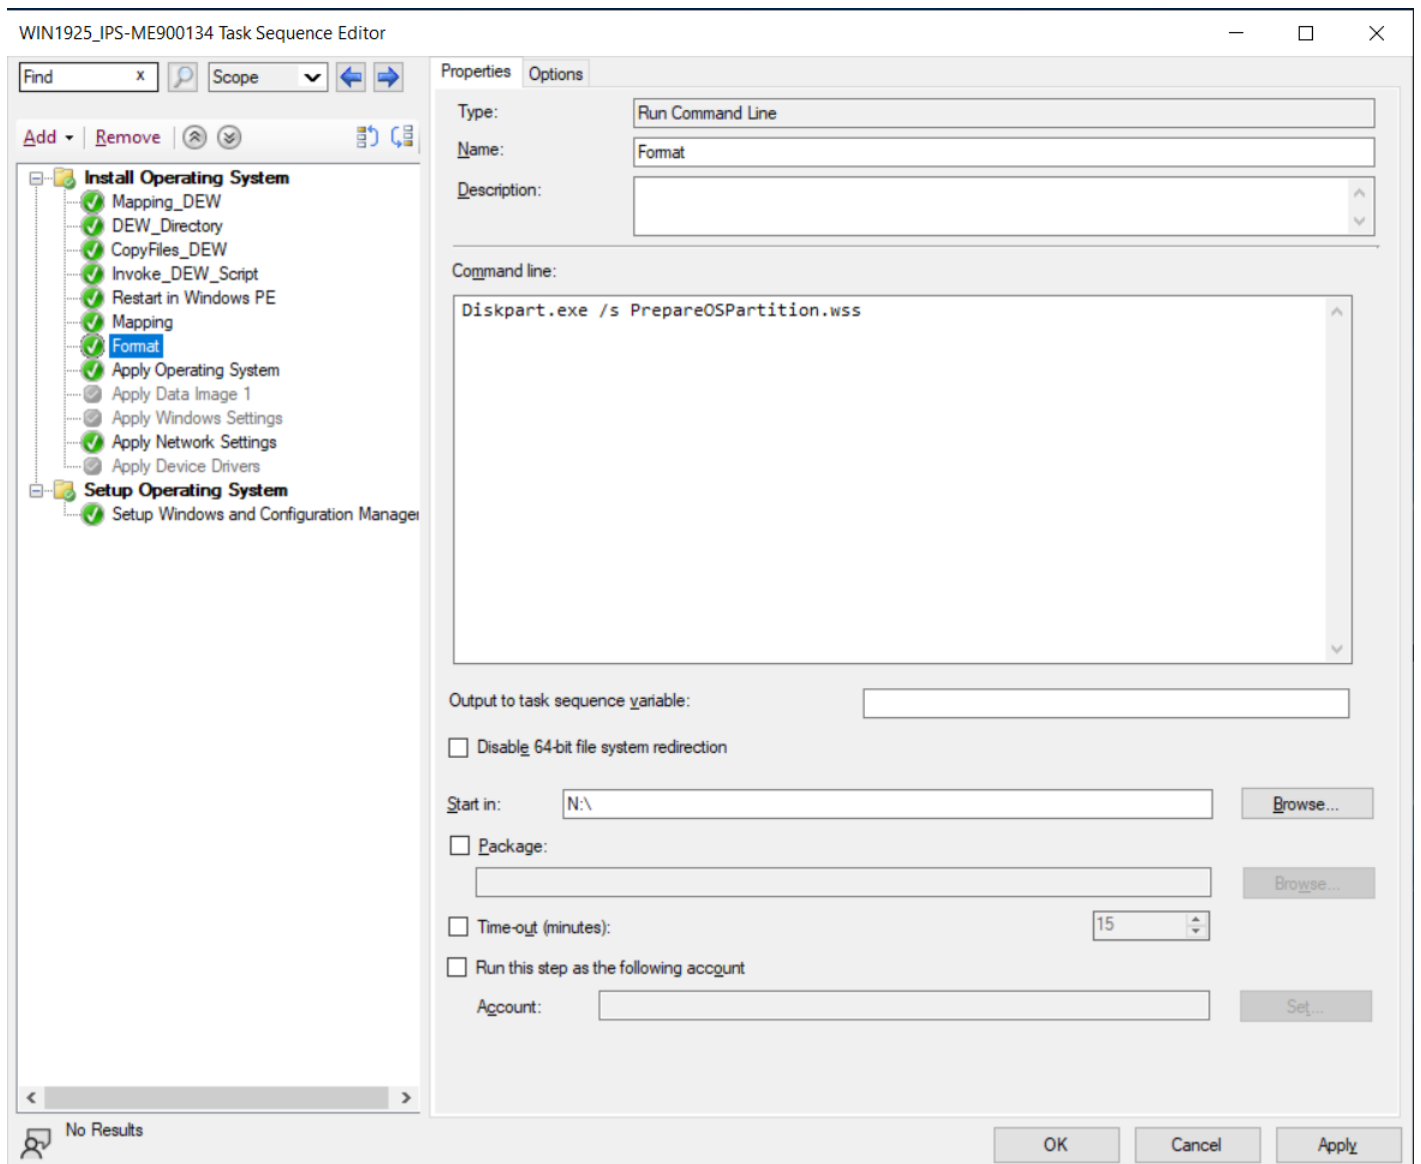 WIN1925_IPS-ME900134 Task Sequence Editor
Find x Scope
Add Remove
Install Operating System
Mapping_DEW
DEW_Directory
CopyFiles_DEW
Invoke_DEW_Script
Restart in Windows PE
Mapping
Format
Apply Operating System
Apply Data Image 1
Apply Windows Settings
Apply Network Settings
Apply Device Drivers
Setup Operating System
Setup Windows and Configuration Manager
No Results
Properties Options
Type: Run Command Line
Name: Format
Description:
Command line:
Diskpart.exe /s PrepareOSPartition.wss
Output to task sequence variable:
Disable 64-bit file system redirection
Start in: N:\ Browse...
Package:
Browse...
Time-out (minutes): 15
Run this step as the following account
Account: Set...
OK Cancel Apply